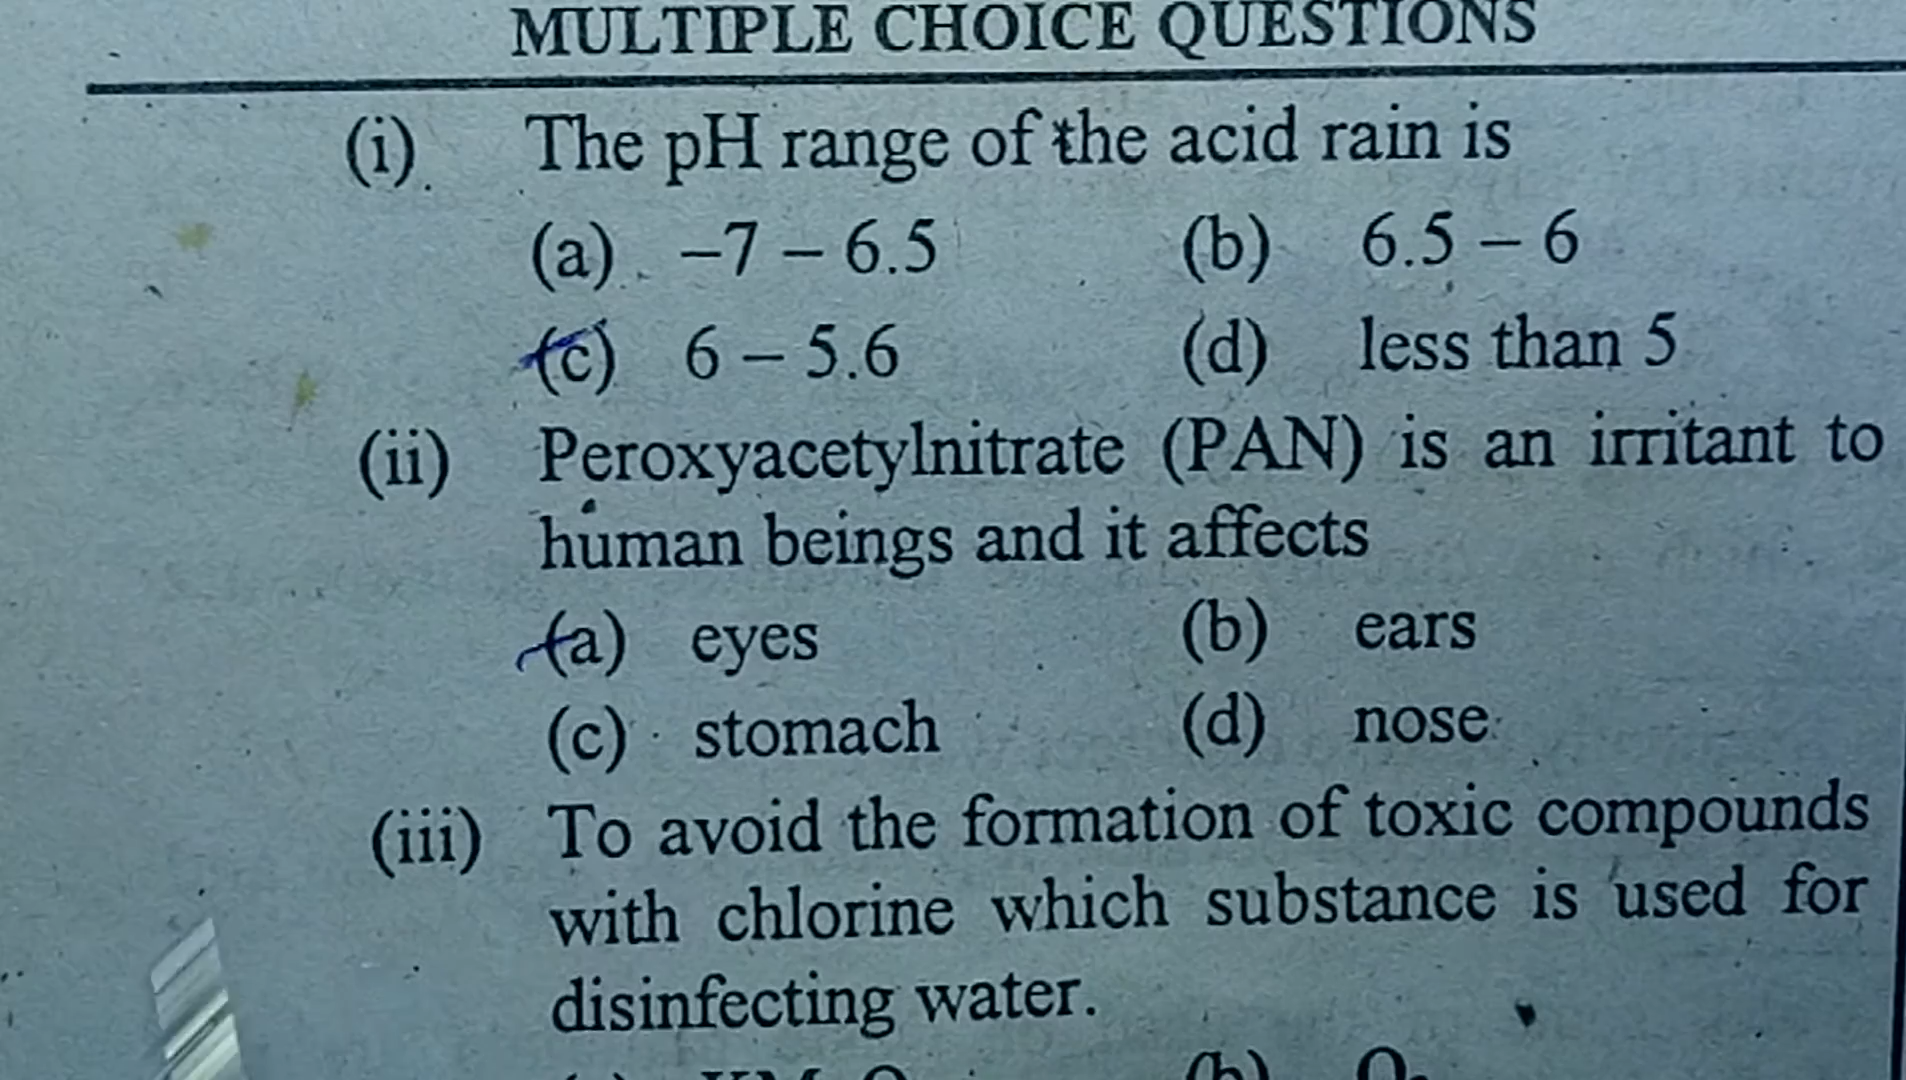 MULTIPLE CHOICE QUESTIONS
(i) The pH range of the acid rain is
(a) –7 – 6.5 (b) 6.5 – 6
(c) 6 – 5.6 (d) less than 5
(ii) Peroxyacetylnitrate (PAN) is an irritant to
human beings and it affects
(a) eyes (b) ears
(c) stomach (d) nose
(iii) To avoid the formation of toxic compounds
with chlorine which substance is used for
disinfecting water.
(b)